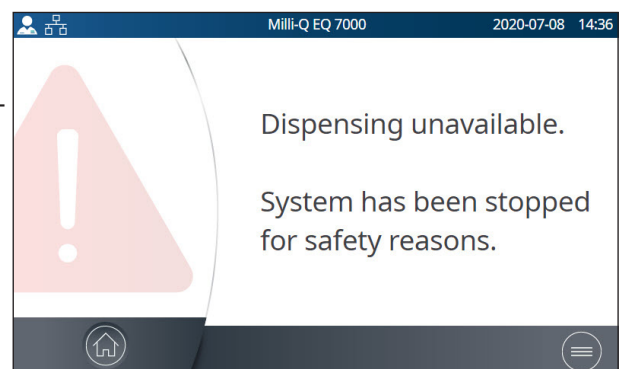 Milli-Q EQ 7000 2020-07-08 14:36
Dispensing unavailable.
System has been stopped
for safety reasons.